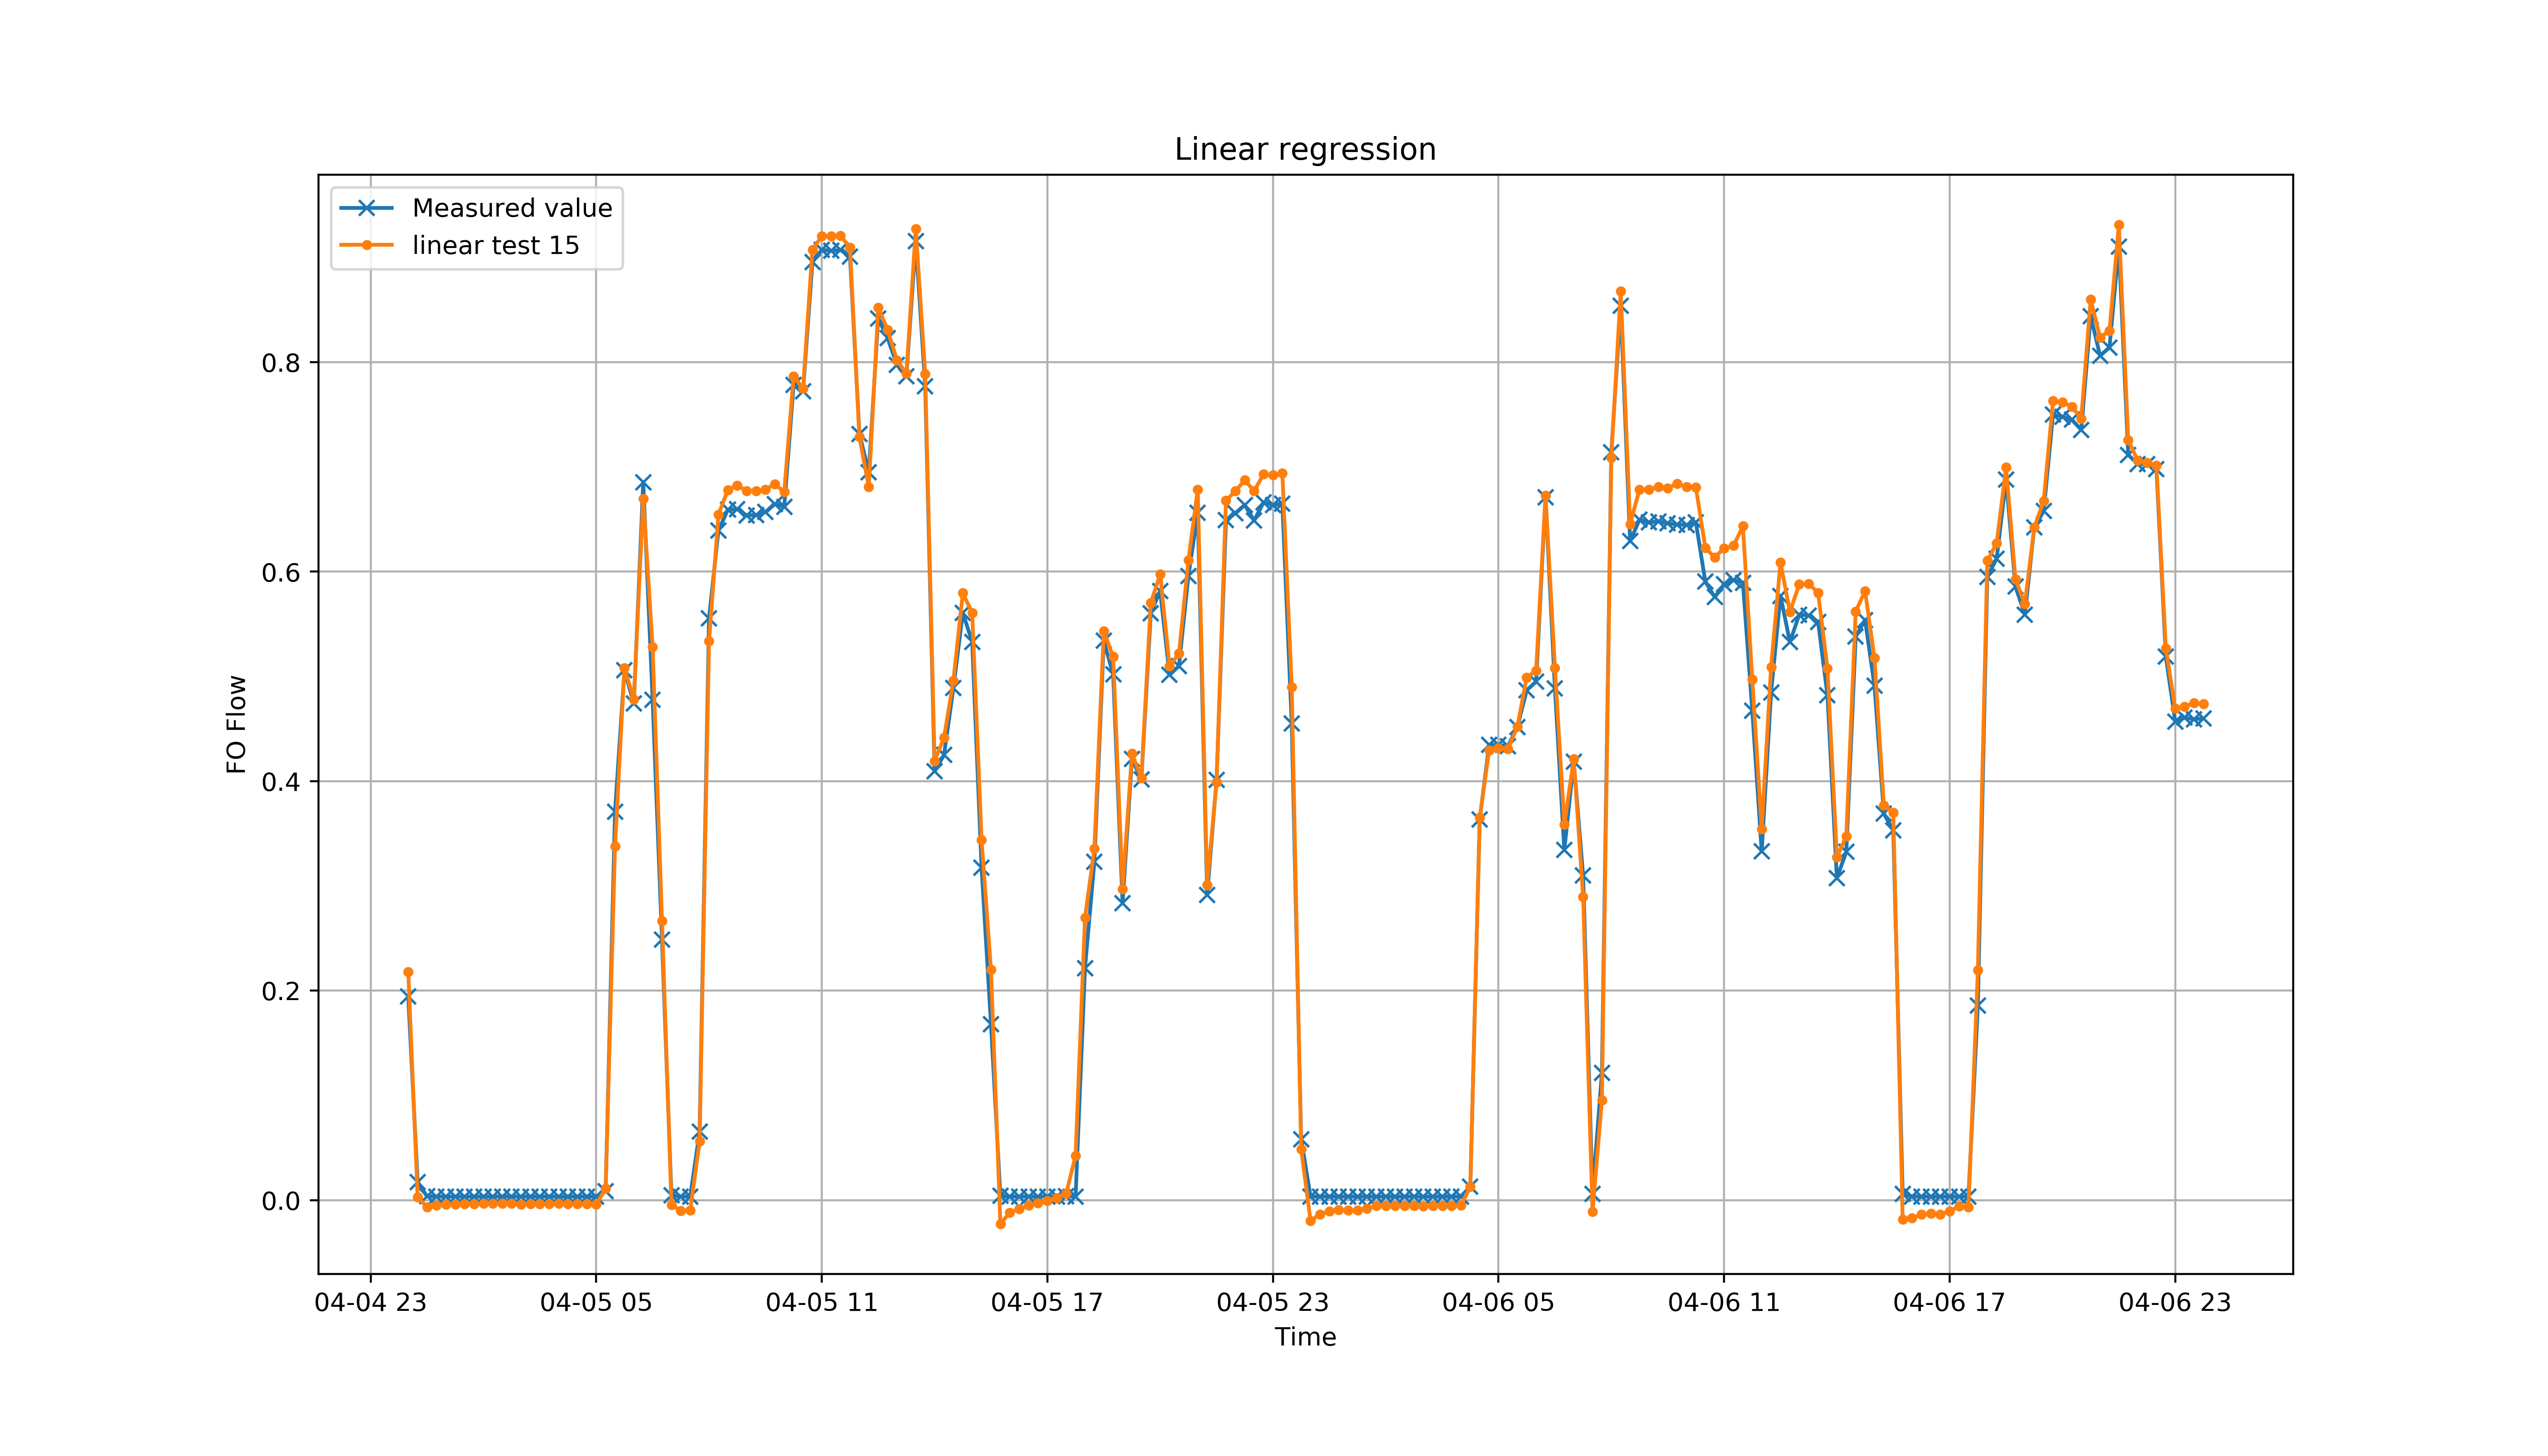 Linear regression
Measured value
linear test 15
FO Flow
0.8
0.6
0.4
0.2
0.0
04-04 23 04-05 05 04-05 11 04-05 17 04-05 23 04-06 05 04-06 11 04-06 17 04-06 23
Time